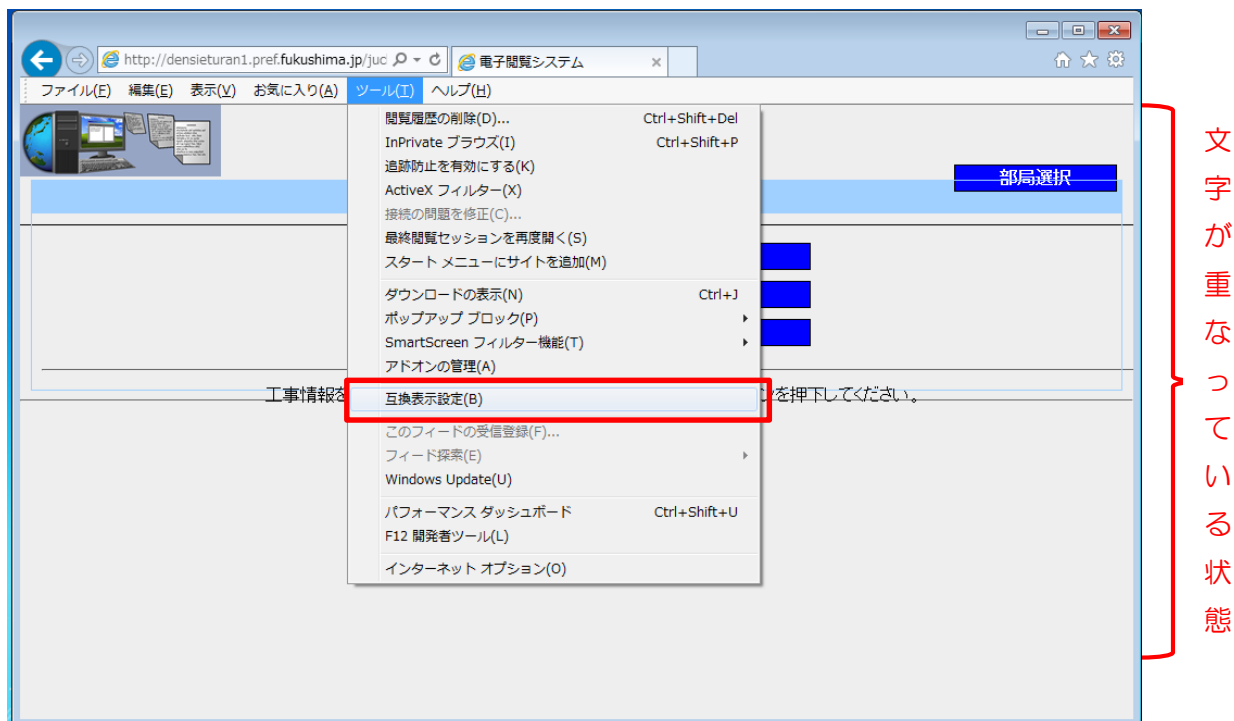 http://densieturan1.pref.fukushima.jp/juc
電子閲覧システム
ファイル(F) 編集(E) 表示(V) お気に入り(A) ツール(T) ヘルプ(H)
閲覧履歴の削除(D)... Ctrl+Shift+Del
InPrivate ブラウズ(I) Ctrl+Shift+P
追跡防止を有効にする(K)
ActiveX フィルター(X)
接続の問題を修正(C)...
最終閲覧セッションを再度開く(S)
スタート メニューにサイトを追加(M)
ダウンロードの表示(N) Ctrl+J
ポップアップ ブロック(P)
SmartScreen フィルター機能(T)
アドオンの管理(A)
互換表示設定(B)
このフィードの受信登録(F)...
フィード探索(E)
Windows Update(U)
パフォーマンス ダッシュボード Ctrl+Shift+U
F12 開発者ツール(L)
インターネット オプション(O)
部局選択
工事情報を
を押下してください。
文字が重なっている状態